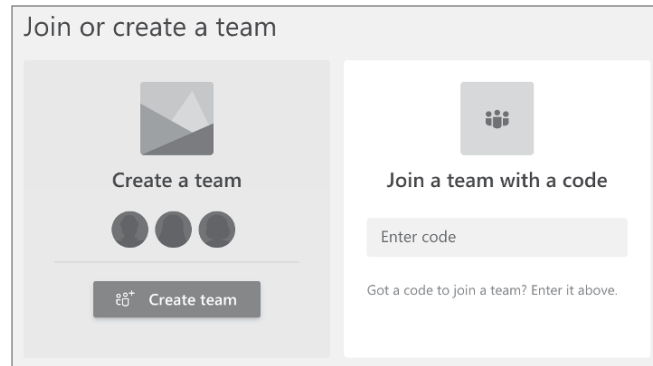 Join or create a team
Create a team
Create team
Join a team with a code
Enter code
Got a code to join a team? Enter it above.